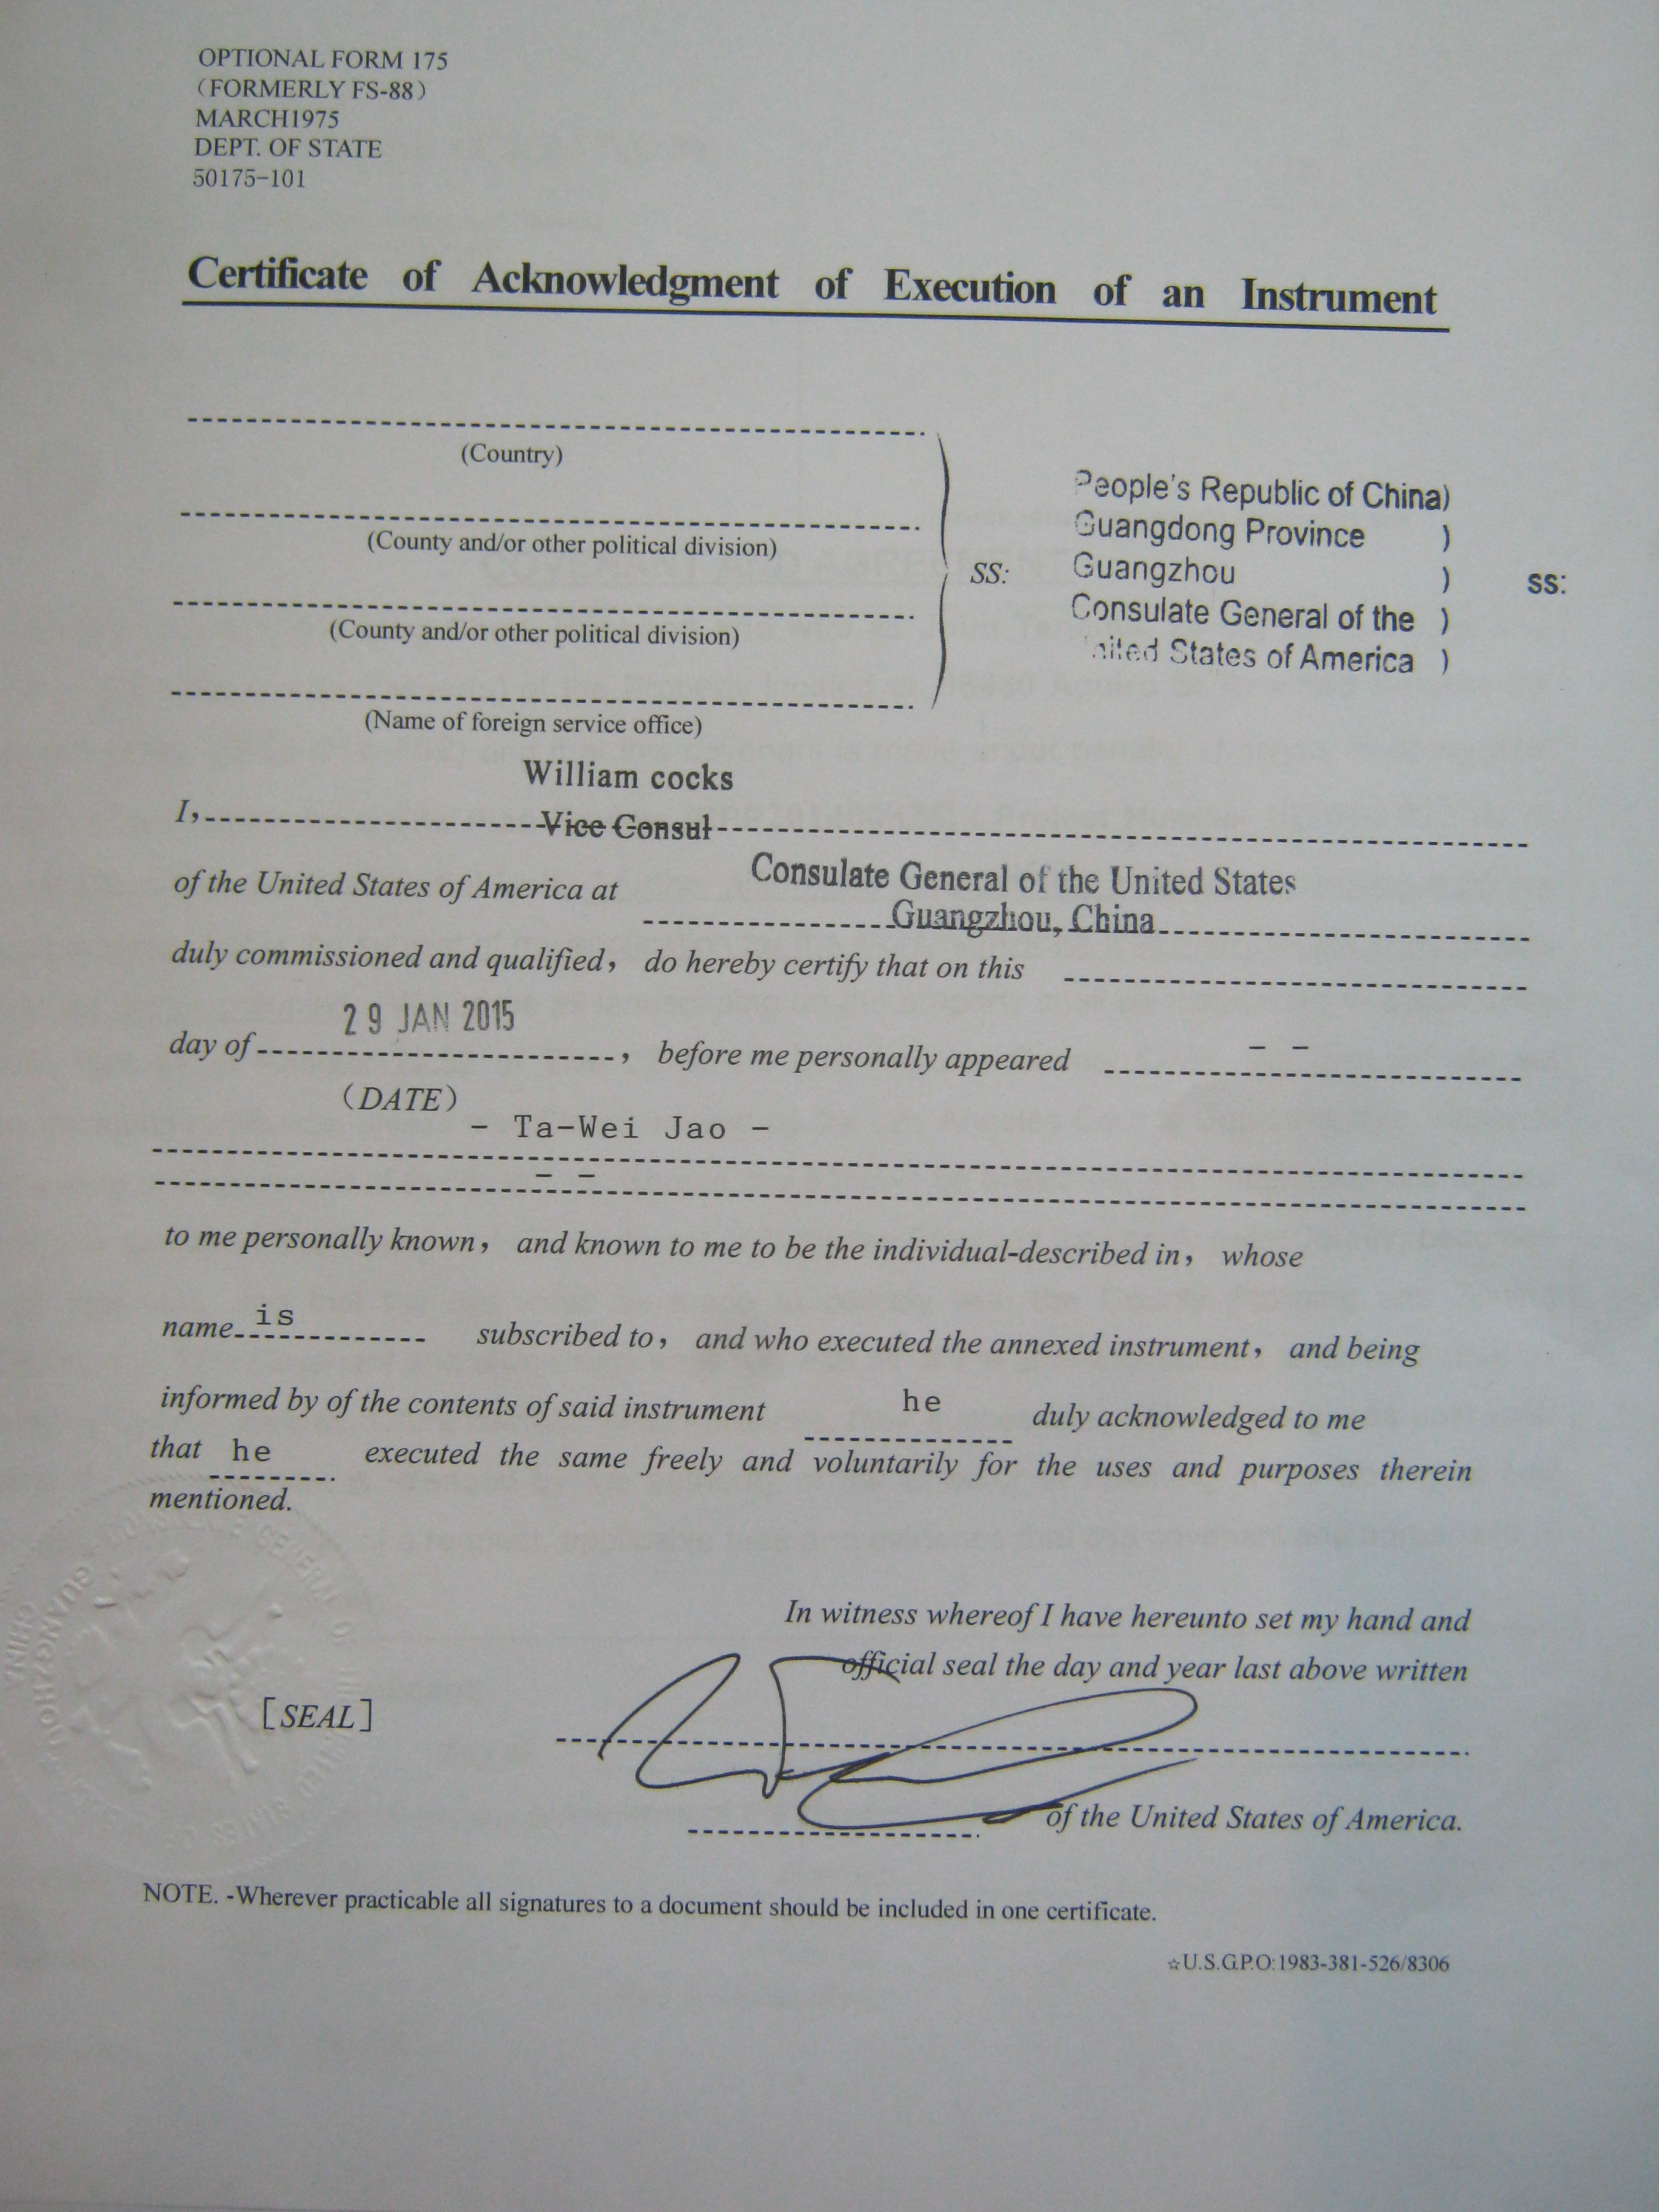 OPTIONAL FORM 175
(FORMERLY FS-88)
MARCH1975
DEPT. OF STATE
50175-101
Certificate of Acknowledgment of Execution of an Instrument
(Country)
(County and/or other political division)
(County and/or other political division)
(Name of foreign service office)
SS:
People's Republic of China)
Guangdong Province )
Guangzhou ) SS:
Consulate General of the )
United States of America )
William cocks
I, Vice Consul
Consulate General of the United States
of the United States of America at
Guangzhou, China
duly commissioned and qualified, do hereby certify that on this
29 JAN 2015
day of , before me personally appeared – –
(DATE)
– Ta-Wei Jao –
– –
to me personally known, and known to me to be the individual-described in, whose
name is subscribed to, and who executed the annexed instrument, and being
informed by of the contents of said instrument he duly acknowledged to me
that he executed the same freely and voluntarily for the uses and purposes therein
mentioned.
In witness whereof I have hereunto set my hand and
official seal the day and year last above written
[SEAL]
of the United States of America.
NOTE. -Wherever practicable all signatures to a document should be included in one certificate.
☆U.S.G.P.O:1983-381-526/8306